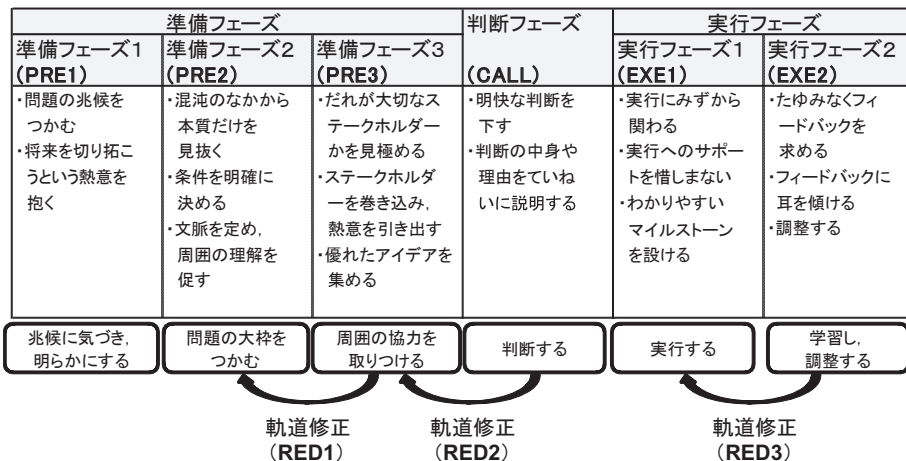 準備フェーズ
判断フェーズ
実行フェーズ
準備フェーズ1
(PRE1)
準備フェーズ2
(PRE2)
準備フェーズ3
(PRE3)
(CALL)
実行フェーズ1
(EXE1)
実行フェーズ2
(EXE2)
・問題の兆候を
つかむ
・将来を切り拓こ
うという熱意を
抱く
・混沌のなかから
本質だけを
見抜く
・条件を明確に
決める
・文脈を定め，
周囲の理解を
促す
・だれが大切なス
テークホルダー
かを見極める
・ステークホルダ
ーを巻き込み，
熱意を引き出す
・優れたアイデアを
集める
・明快な判断を
下す
・判断の中身や
理由をていね
いに説明する
・実行にみずから
関わる
・実行へのサポー
トを惜しまない
・わかりやすい
マイルストーン
を設ける
・たゆみなくフィ
ードバックを
求める
・フィードバックに
耳を傾ける
・調整する
兆候に気づき，
明らかにする
問題の大枠を
つかむ
周囲の協力を
取りつける
判断する
実行する
学習し，
調整する
軌道修正
（RED1）
軌道修正
（RED2）
軌道修正
（RED3）